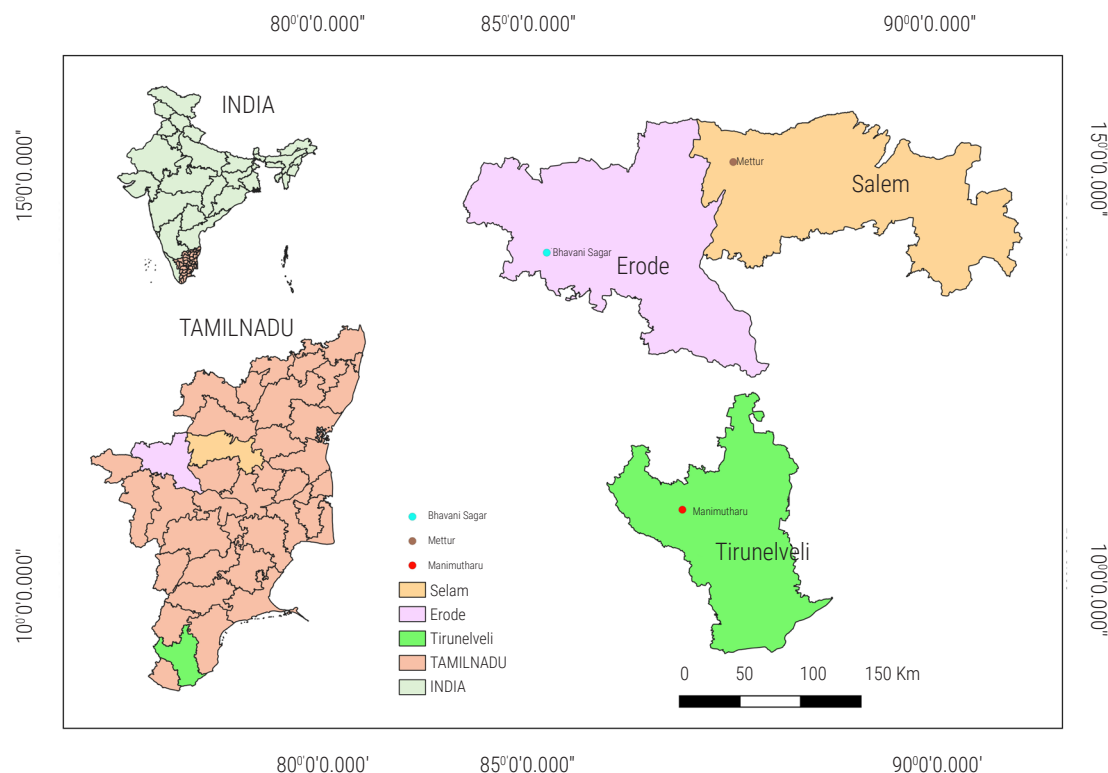 80⁰0'0.000" 85⁰0'0.000" 90⁰0'0.000"
15⁰0'0.000"
15⁰0'0.000"
INDIA
Mettur
Salem
Bhavani Sagar
Erode
TAMILNADU
Manimutharu
Tirunelveli
Bhavani Sagar
Mettur
Manimutharu
Selam
Erode
Tirunelveli
TAMILNADU
INDIA
10⁰0'0.000"
10⁰0'0.000"
0 50 100 150 Km
80⁰0'0.000' 85⁰0'0.000" 90⁰0'0.000"